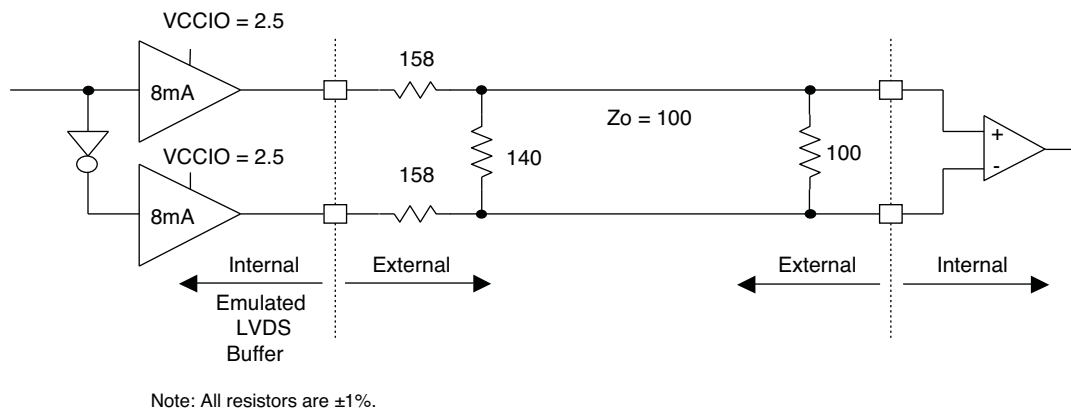 VCCIO = 2.5
158
8mA
Zo = 100
+
-
VCCIO = 2.5
158
140
100
8mA
Internal
External
External
Internal
Emulated
LVDS
Buffer
Note: All resistors are ±1%.